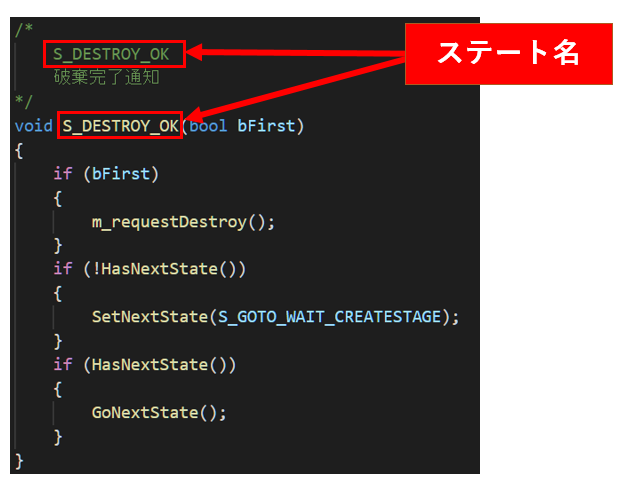 /*
S_DESTROY_OK
破棄完了通知
*/
void S_DESTROY_OK(bool bFirst)
{
if (bFirst)
{
m_requestDestroy();
}
if (!HasNextState())
{
SetNextState(S_GOTO_WAIT_CREATESTAGE);
}
if (HasNextState())
{
GoNextState();
}
}
ステート名